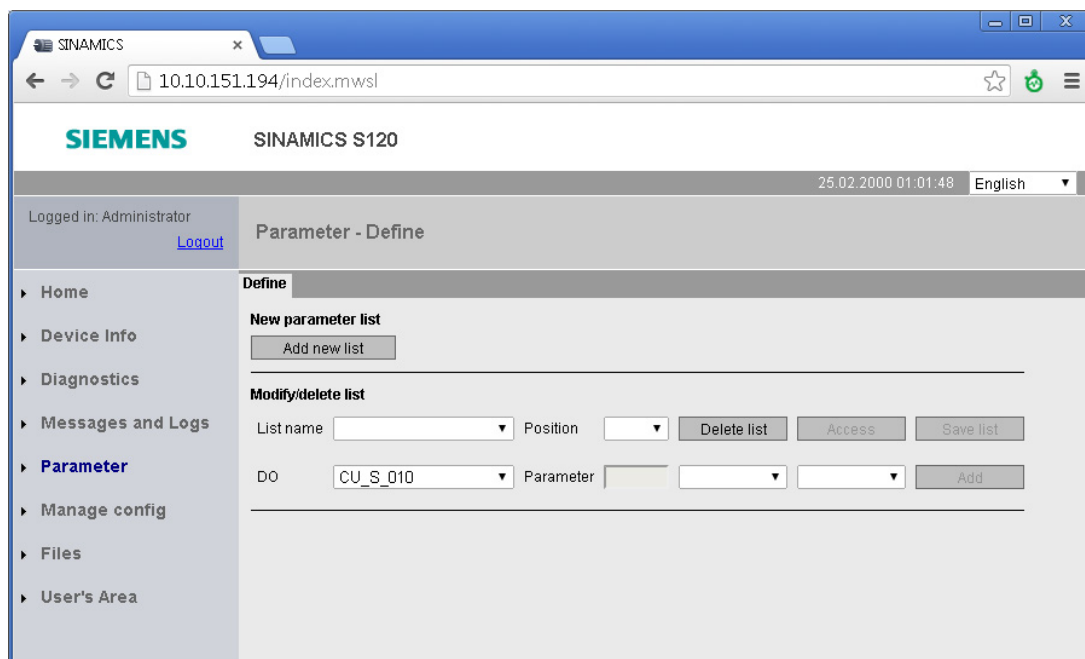 SINAMICS
10.10.151.194/index.mwsl
SIEMENS SINAMICS S120
25.02.2000 01:01:48 English
Logged in: Administrator
Logout
Parameter - Define
Home
Device Info
Diagnostics
Messages and Logs
Parameter
Manage config
Files
User's Area
Define
New parameter list
Add new list
Modify/delete list
List name Position Delete list Access Save list
DO CU_S_010 Parameter Add